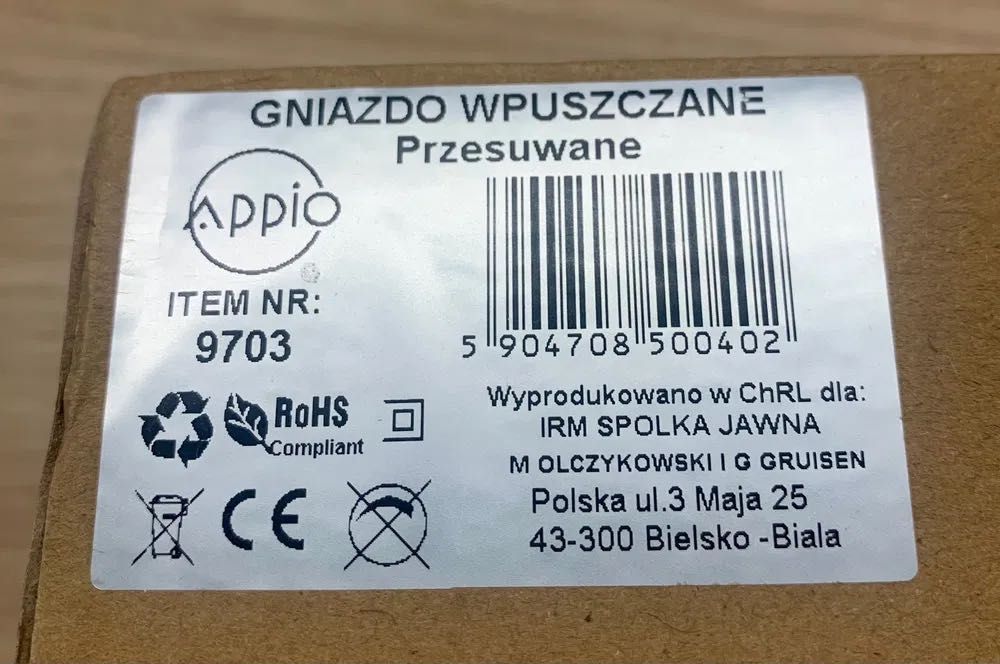 GNIAZDO WPUSZCZANE
Przesuwane
Appio
®
ITEM NR:
9703
5 904708 500402
RoHS
Compliant
CE
Wyprodukowano w ChRL dla:
IRM SPOLKA JAWNA
M OLCZYKOWSKI I G GRUISEN
Polska ul.3 Maja 25
43-300 Bielsko -Biala